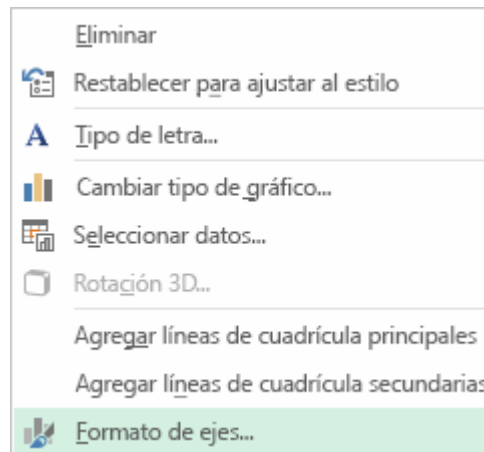 Eliminar
Restablecer para ajustar al estilo
Tipo de letra...
Cambiar tipo de gráfico...
Seleccionar datos...
Rotación 3D...
Agregar líneas de cuadrícula principales
Agregar líneas de cuadrícula secundarias
Formato de ejes...